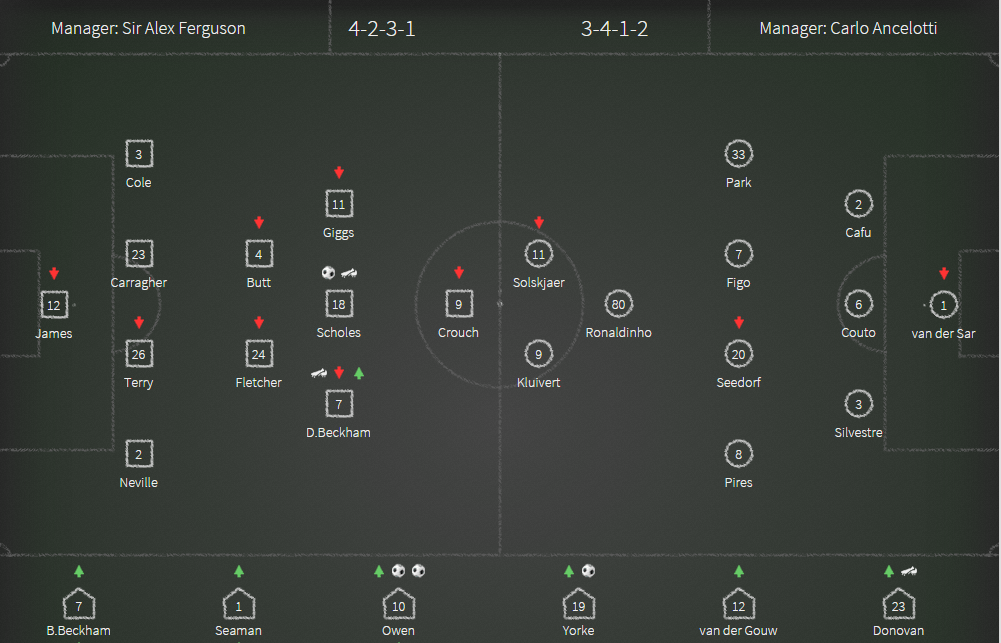 Manager: Sir Alex Ferguson 4-2-3-1 3-4-1-2 Manager: Carlo Ancelotti
3
Cole
33
Park
11
Giggs
2
Cafu
23
Carragher
4
Butt
11
Solskjaer
7
Figo
12
James
18
Scholes
9
Crouch
80
Ronaldinho
6
Couto
1
van der Sar
26
Terry
24
Fletcher
9
Kluivert
20
Seedorf
7
D.Beckham
3
Silvestre
2
Neville
8
Pires
7
B.Beckham
1
Seaman
10
Owen
19
Yorke
12
van der Gouw
23
Donovan